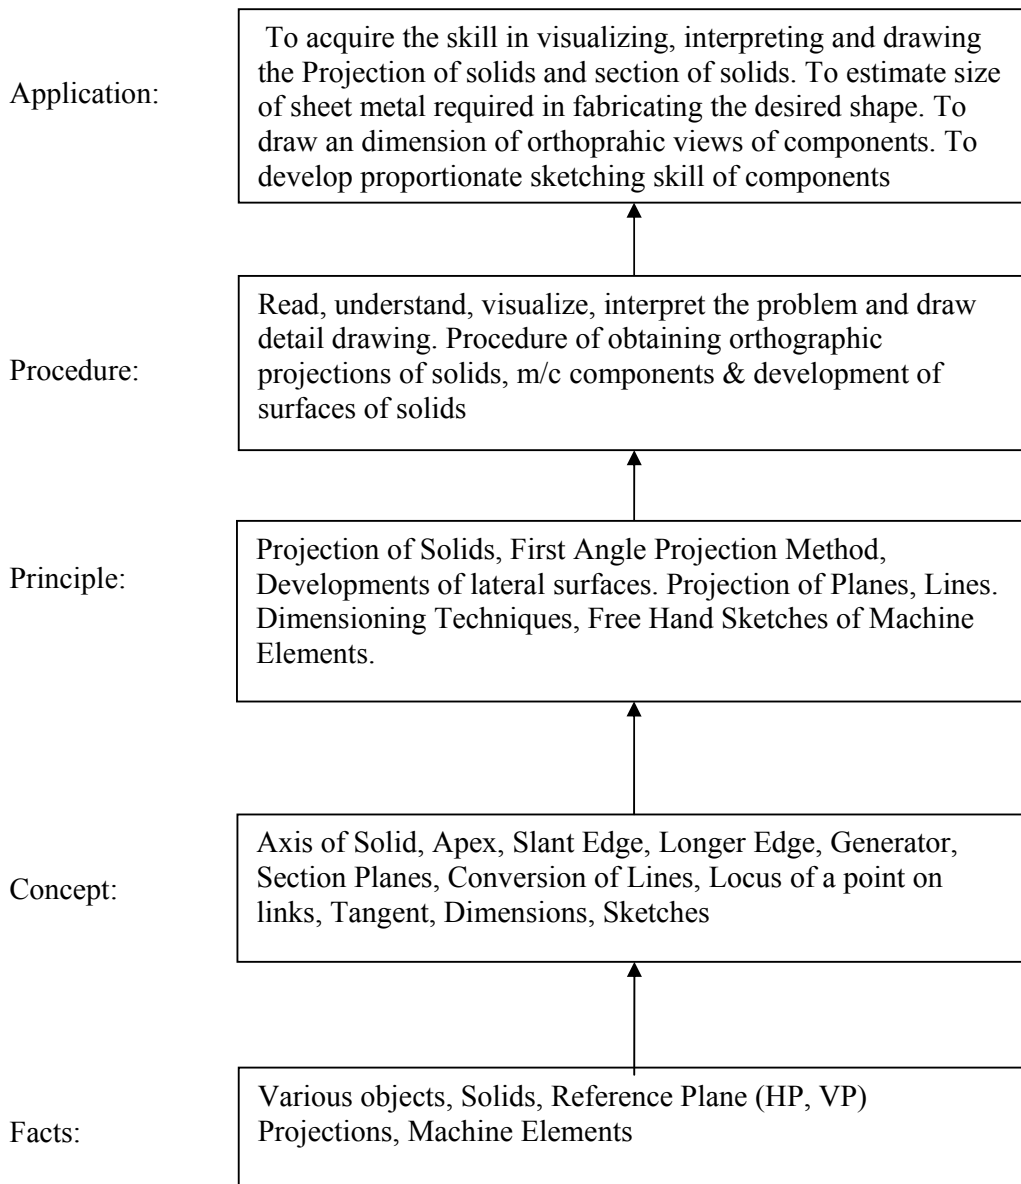 Application:
To acquire the skill in visualizing, interpreting and drawing
the Projection of solids and section of solids. To estimate size
of sheet metal required in fabricating the desired shape. To
draw an dimension of orthoprahic views of components. To
develop proportionate sketching skill of components
Procedure:
Read, understand, visualize, interpret the problem and draw
detail drawing. Procedure of obtaining orthographic
projections of solids, m/c components & development of
surfaces of solids
Principle:
Projection of Solids, First Angle Projection Method,
Developments of lateral surfaces. Projection of Planes, Lines.
Dimensioning Techniques, Free Hand Sketches of Machine
Elements.
Concept:
Axis of Solid, Apex, Slant Edge, Longer Edge, Generator,
Section Planes, Conversion of Lines, Locus of a point on
links, Tangent, Dimensions, Sketches
Facts:
Various objects, Solids, Reference Plane (HP, VP)
Projections, Machine Elements